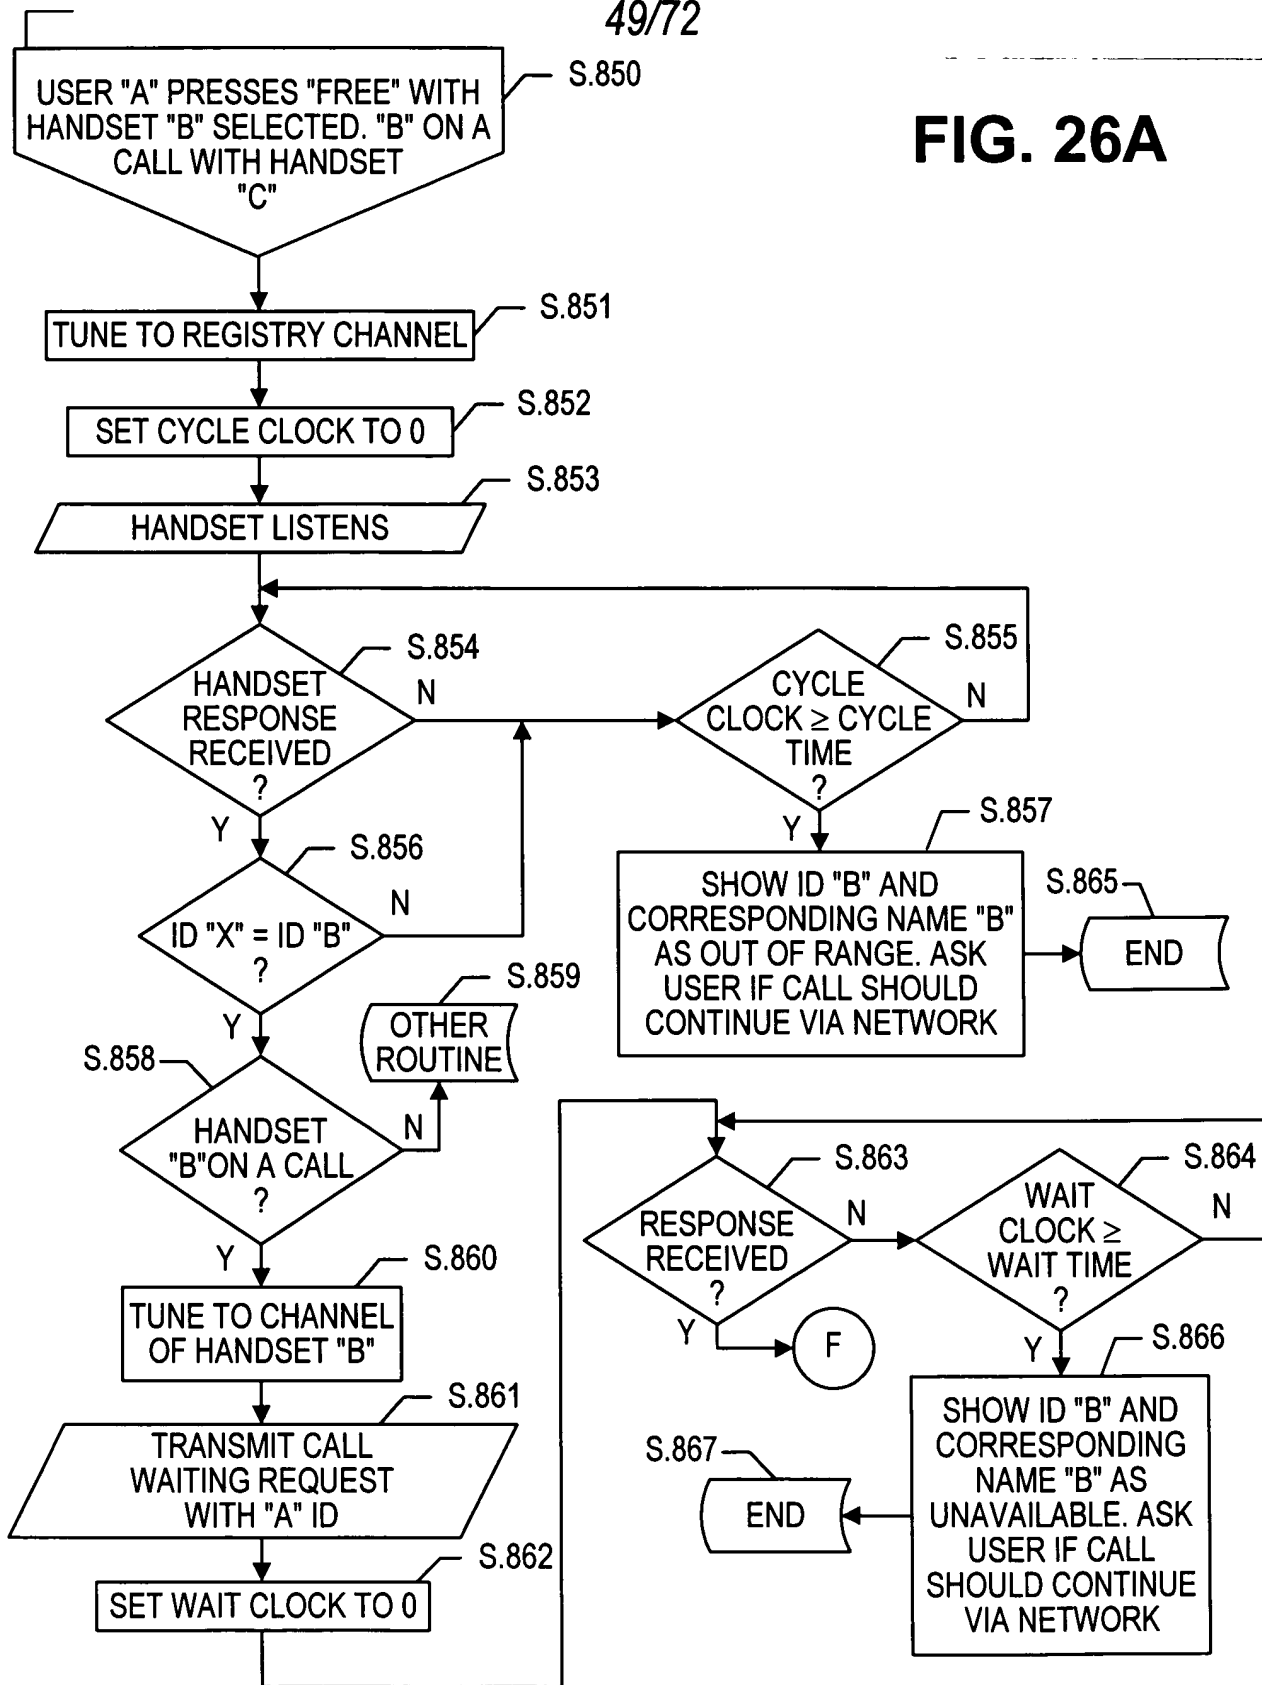 49/72
FIG. 26A
USER "A" PRESSES "FREE" WITH
HANDSET "B" SELECTED. "B" ON A
CALL WITH HANDSET
"C"
S.850
TUNE TO REGISTRY CHANNEL
S.851
SET CYCLE CLOCK TO 0
S.852
HANDSET LISTENS
S.853
HANDSET
RESPONSE
RECEIVED
?
S.854
N
Y
CYCLE
CLOCK ≥ CYCLE
TIME
?
S.855
N
Y
ID "X" = ID "B"
?
S.856
N
Y
SHOW ID "B" AND
CORRESPONDING NAME "B"
AS OUT OF RANGE. ASK
USER IF CALL SHOULD
CONTINUE VIA NETWORK
S.857
S.865
END
HANDSET
"B"ON A CALL
?
S.858
N
Y
S.859
OTHER
ROUTINE
TUNE TO CHANNEL
OF HANDSET "B"
S.860
TRANSMIT CALL
WAITING REQUEST
WITH "A" ID
S.861
SET WAIT CLOCK TO 0
S.862
RESPONSE
RECEIVED
?
S.863
N
Y
F
WAIT
CLOCK ≥
WAIT TIME
?
S.864
N
Y
SHOW ID "B" AND
CORRESPONDING
NAME "B" AS
UNAVAILABLE. ASK
USER IF CALL
SHOULD CONTINUE
VIA NETWORK
S.866
S.867
END